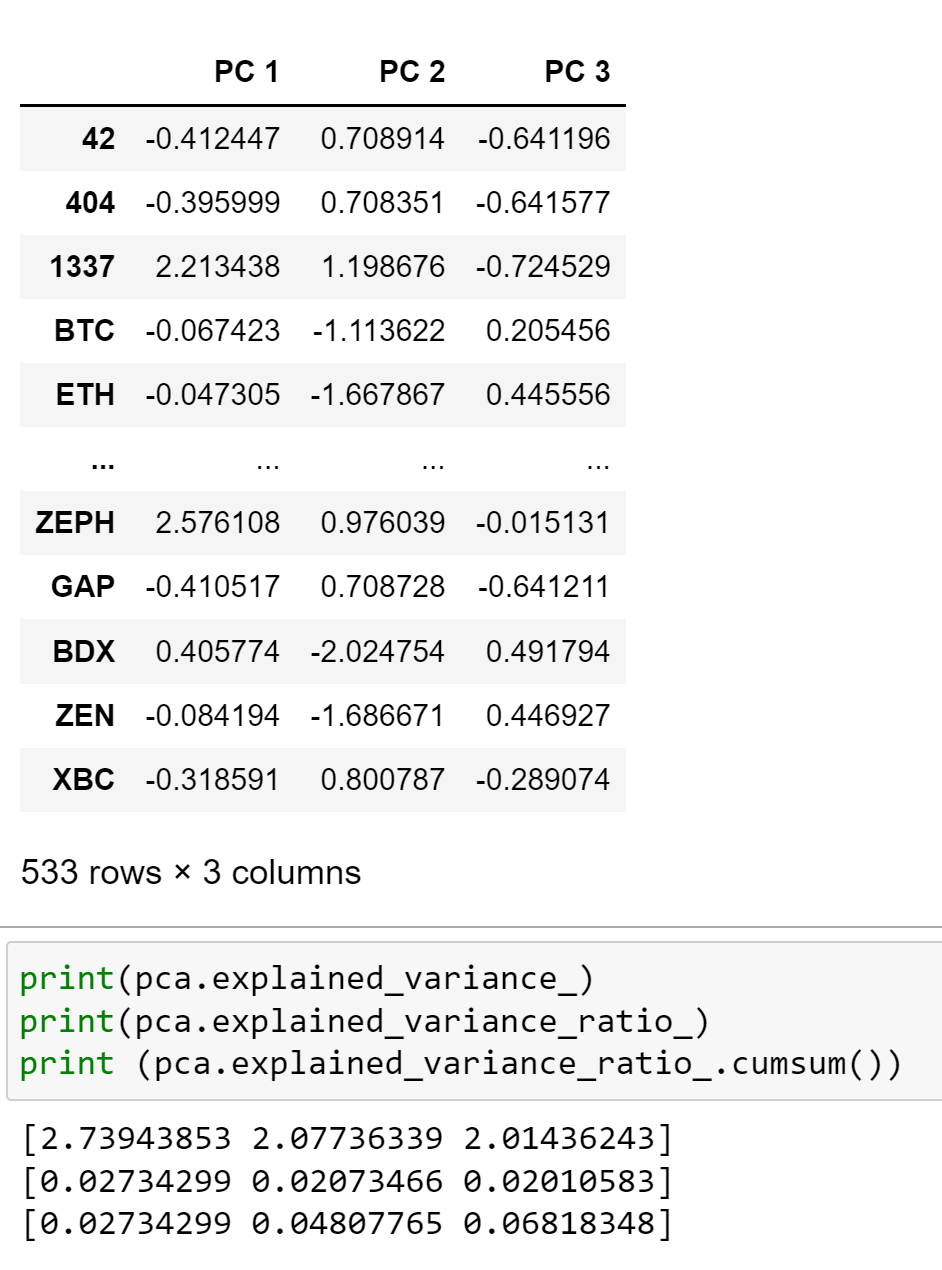 PC 1 PC 2 PC 3
42 -0.412447 0.708914 -0.641196
404 -0.395999 0.708351 -0.641577
1337 2.213438 1.198676 -0.724529
BTC -0.067423 -1.113622 0.205456
ETH -0.047305 -1.667867 0.445556
... ... ... ...
ZEPH 2.576108 0.976039 -0.015131
GAP -0.410517 0.708728 -0.641211
BDX 0.405774 -2.024754 0.491794
ZEN -0.084194 -1.686671 0.446927
XBC -0.318591 0.800787 -0.289074
533 rows × 3 columns
print(pca.explained_variance_)
print(pca.explained_variance_ratio_)
print (pca.explained_variance_ratio_.cumsum())
[2.73943853 2.07736339 2.01436243]
[0.02734299 0.02073466 0.02010583]
[0.02734299 0.04807765 0.06818348]